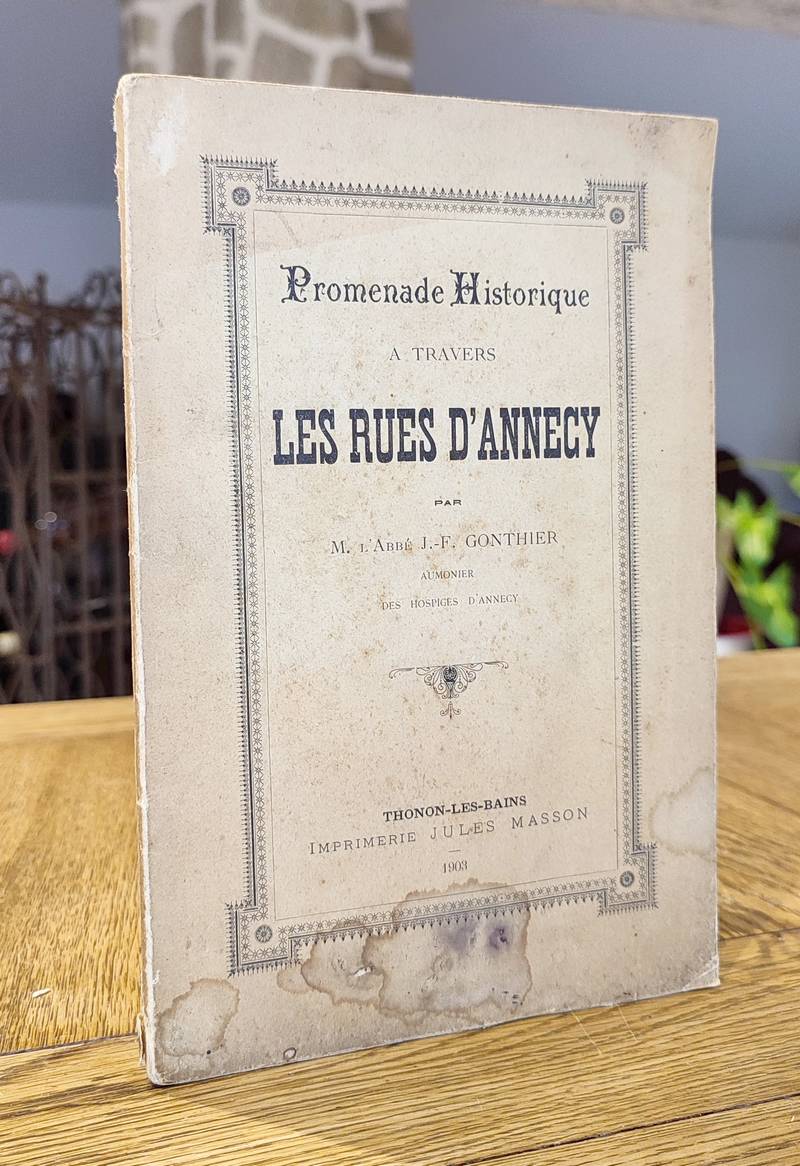 Promenade Historique
A TRAVERS
LES RUES D'ANNECY
PAR
M. L'ABBÉ J.-F. GONTHIER
AUMONIER
DES HOSPICES D'ANNECY
THONON-LES-BAINS
IMPRIMERIE JULES MASSON
1903